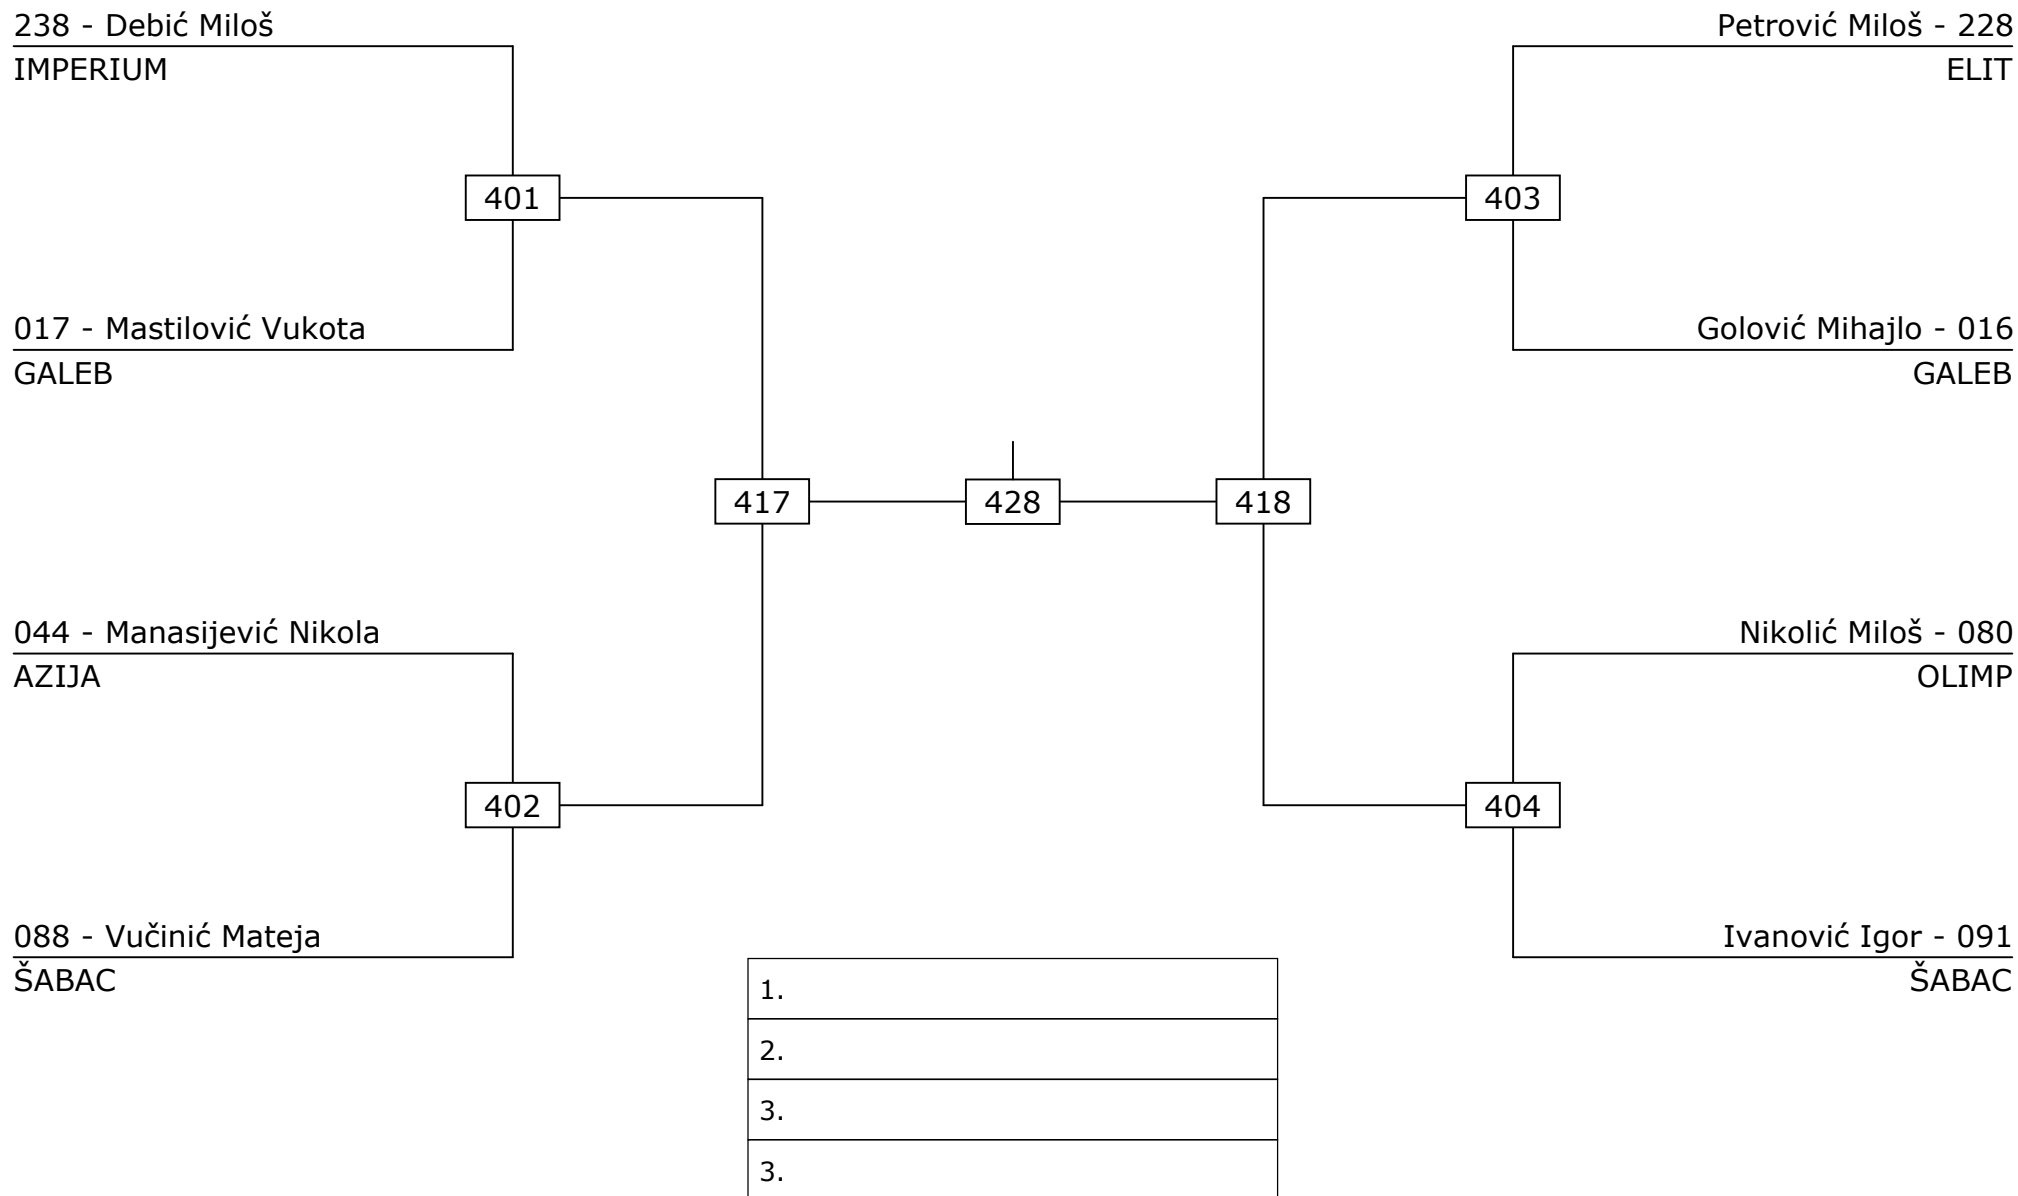 238 - Debić Miloš
IMPERIUM
Petrović Miloš - 228
ELIT
401
403
017 - Mastilović Vukota
GALEB
Golović Mihajlo - 016
GALEB
417
428
418
044 - Manasijević Nikola
AZIJA
Nikolić Miloš - 080
OLIMP
402
404
088 - Vučinić Mateja
ŠABAC
Ivanović Igor - 091
ŠABAC
1.
2.
3.
3.